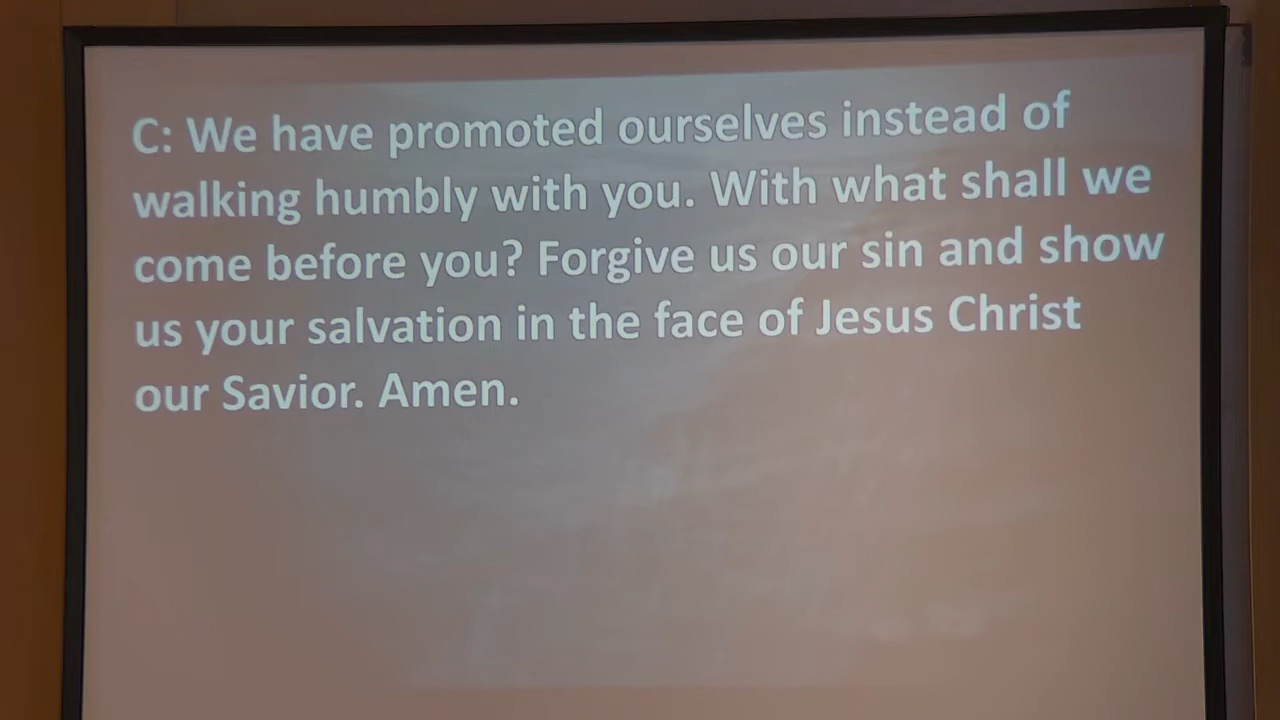 C: We have promoted ourselves instead of
walking humbly with you. With what shall we
come before you? Forgive us our sin and show
us your salvation in the face of Jesus Christ
our Savior. Amen.